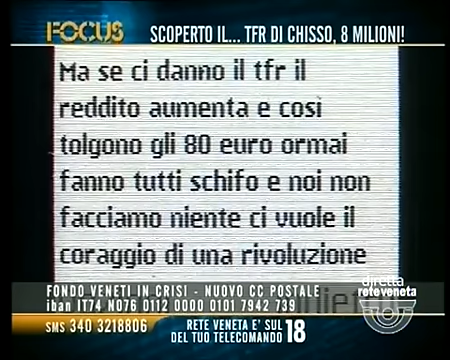 FOCUS
SCOPERTO IL... TFR DI CHISSO, 8 MILIONI!
Ma se ci danno il tfr il
reddito aumenta e così
tolgono gli 80 euro ormai
fanno tutti schifo e noi non
facciamo niente ci vuole il
coraggio di una rivoluzione
diretta
reteveneta
FONDO VENETI IN CRISI - NUOVO CC POSTALE
iban IT74 N076 0112 0000 0101 7942 739
SMS 340 3218806
RETE VENETA E' SUL
DEL TUO TELECOMANDO 18